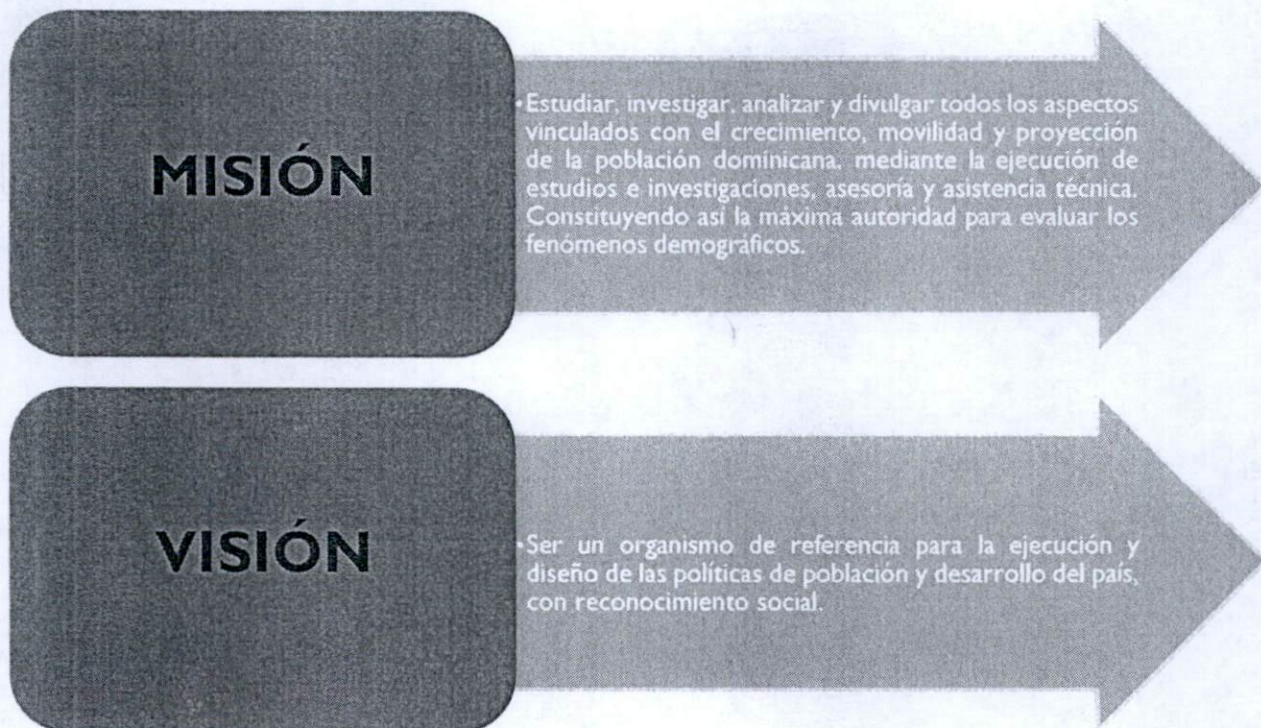 MISIÓN
•Estudiar, investigar, analizar y divulgar todos los aspectos
vinculados con el crecimiento, movilidad y proyección
de la población dominicana, mediante la ejecución de
estudios e investigaciones, asesoría y asistencia técnica.
Constituyendo así la máxima autoridad para evaluar los
fenómenos demográficos.
VISIÓN
•Ser un organismo de referencia para la ejecución y
diseño de las políticas de población y desarrollo del país,
con reconocimiento social.